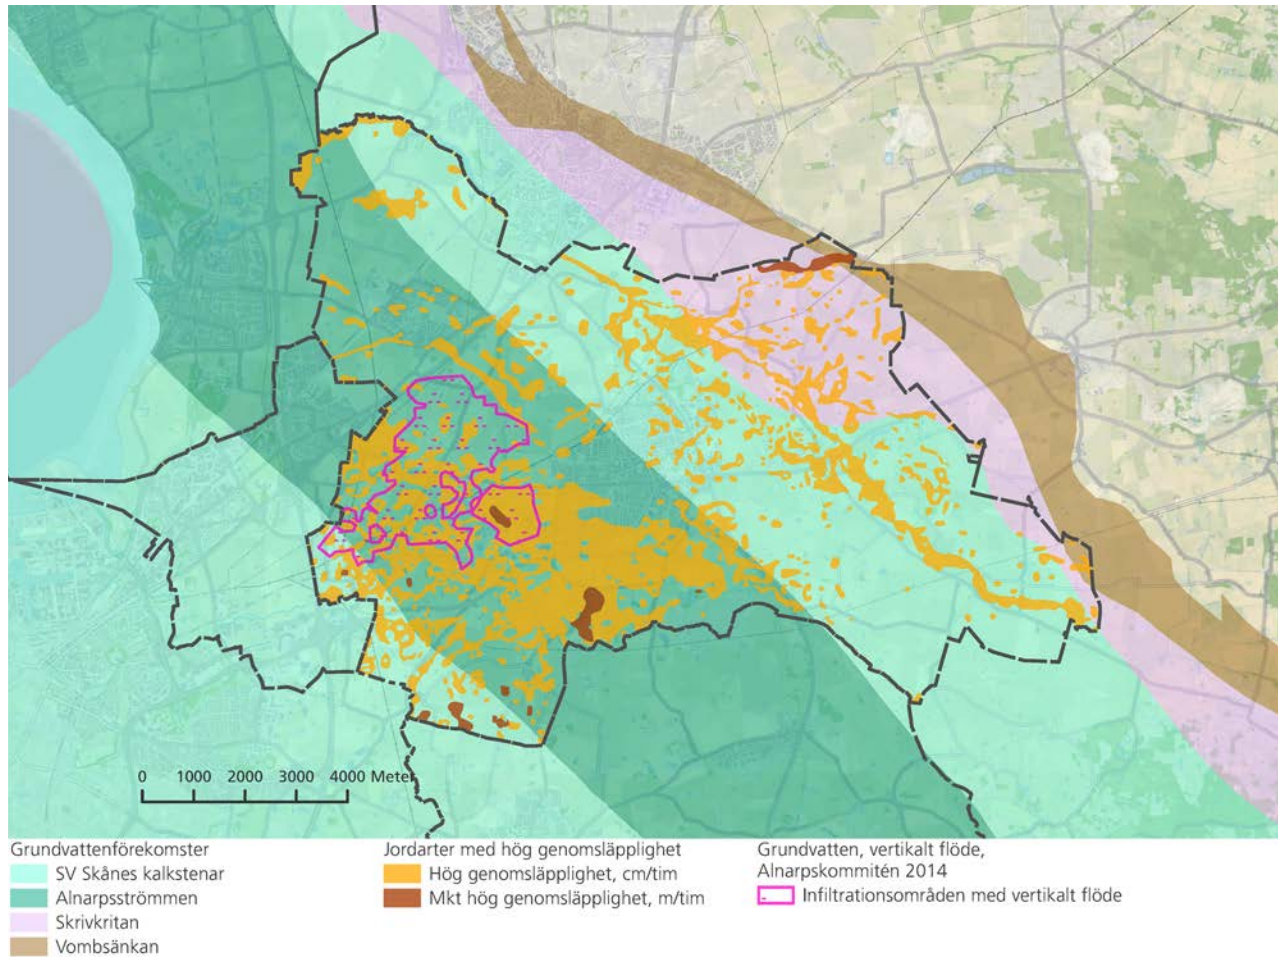 0 1000 2000 3000 4000 Meter
Grundvattenförekomster
SV Skånes kalkstenar
Alnarpsströmmen
Skrivkritan
Vombsänkan
Jordarter med hög genomsläpplighet
Hög genomsläpplighet, cm/tim
Mkt hög genomsläpplighet, m/tim
Grundvatten, vertikalt flöde,
Alnarpskommitén 2014
Infiltrationsområden med vertikalt flöde